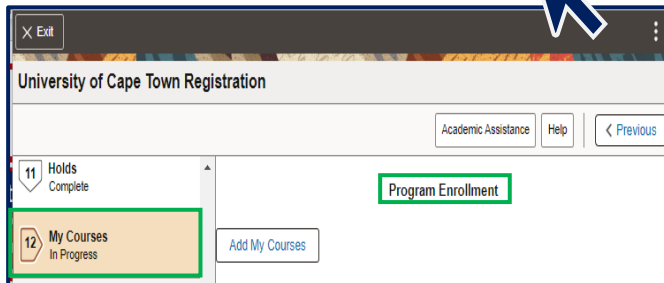 X Exit
University of Cape Town Registration
Academic Assistance Help < Previous
11 Holds
Complete
Program Enrollment
12 My Courses
In Progress
Add My Courses